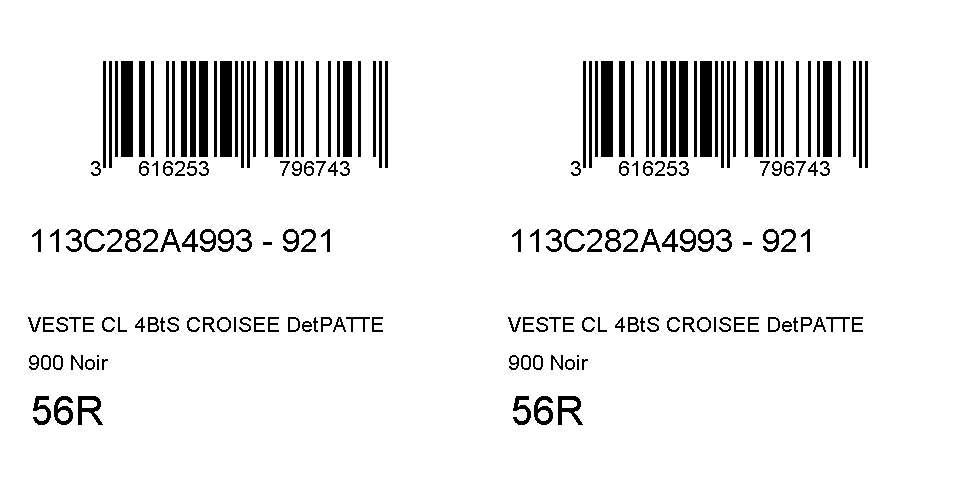 3 616253 796743
113C282A4993 - 921
VESTE CL 4BtS CROISEE DetPATTE
900 Noir
56R
3 616253 796743
113C282A4993 - 921
VESTE CL 4BtS CROISEE DetPATTE
900 Noir
56R